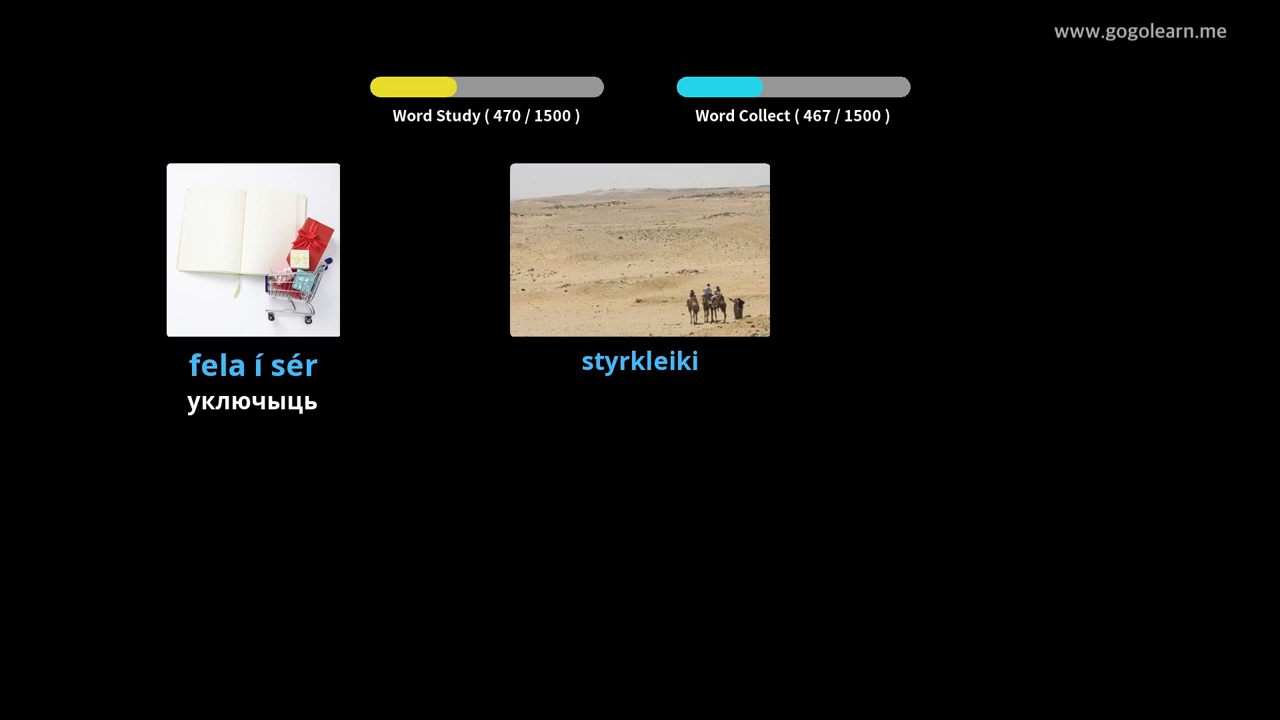 www.gogolearn.me
Word Study ( 470 / 1500 )
Word Collect ( 467 / 1500 )
fela í sér
уключыць
styrkleiki